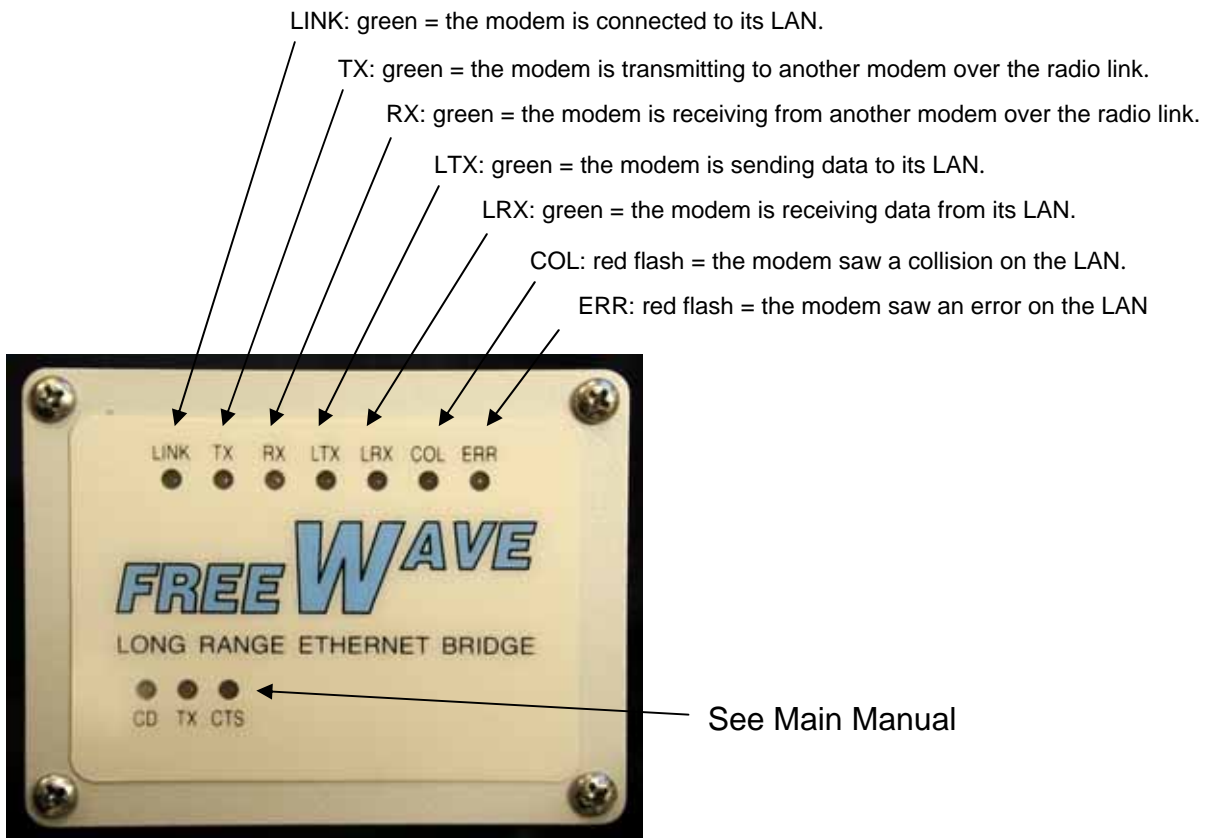 LINK: green = the modem is connected to its LAN.
TX: green = the modem is transmitting to another modem over the radio link.
RX: green = the modem is receiving from another modem over the radio link.
LTX: green = the modem is sending data to its LAN.
LRX: green = the modem is receiving data from its LAN.
COL: red flash = the modem saw a collision on the LAN.
ERR: red flash = the modem saw an error on the LAN
LINK TX RX LTX LRX COL ERR
FREEWAVE
LONG RANGE ETHERNET BRIDGE
CD TX CTS
See Main Manual